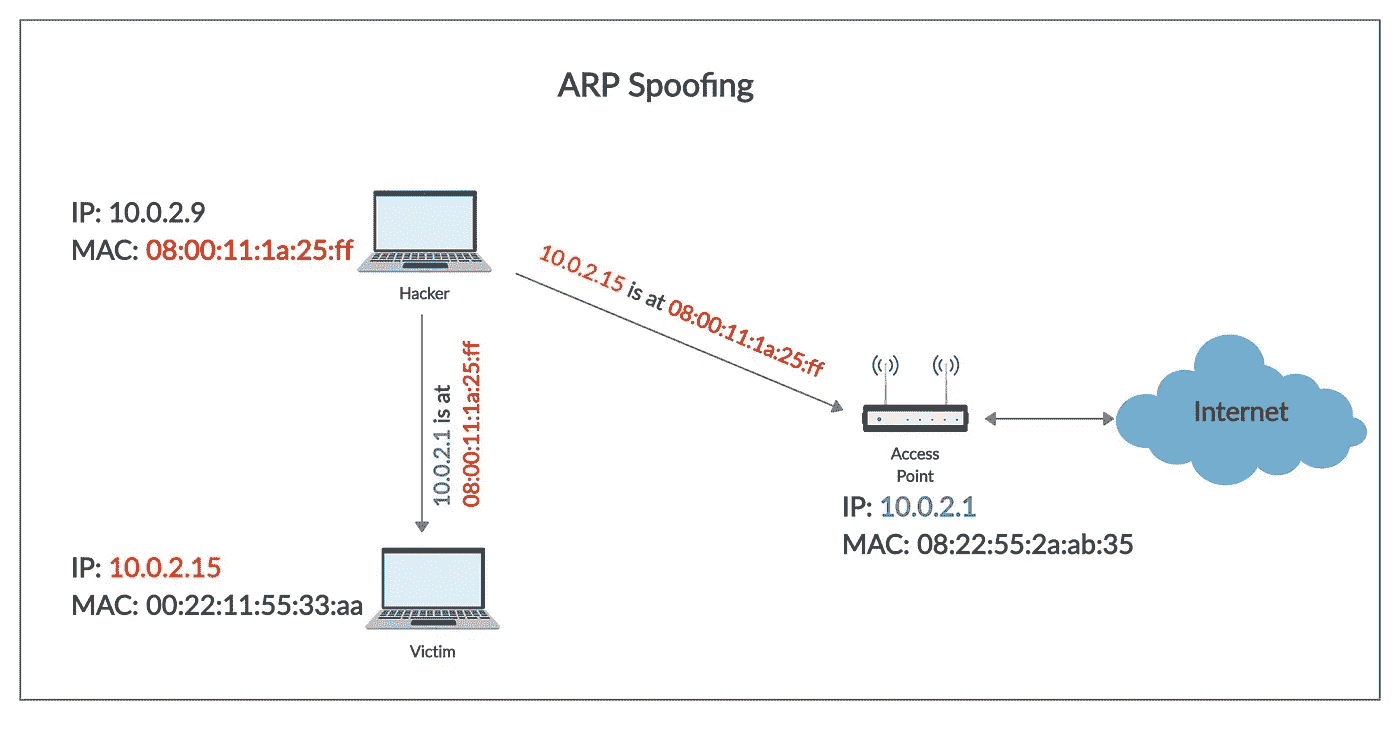 ARP Spoofing
IP: 10.0.2.9
MAC: 08:00:11:1a:25:ff
Hacker
10.0.2.15 is at 08:00:11:1a:25:ff
10.0.2.1 is at
08:00:11:1a:25:ff
Internet
Access
Point
IP: 10.0.2.1
MAC: 08:22:55:2a:ab:35
IP: 10.0.2.15
MAC: 00:22:11:55:33:aa
Victim